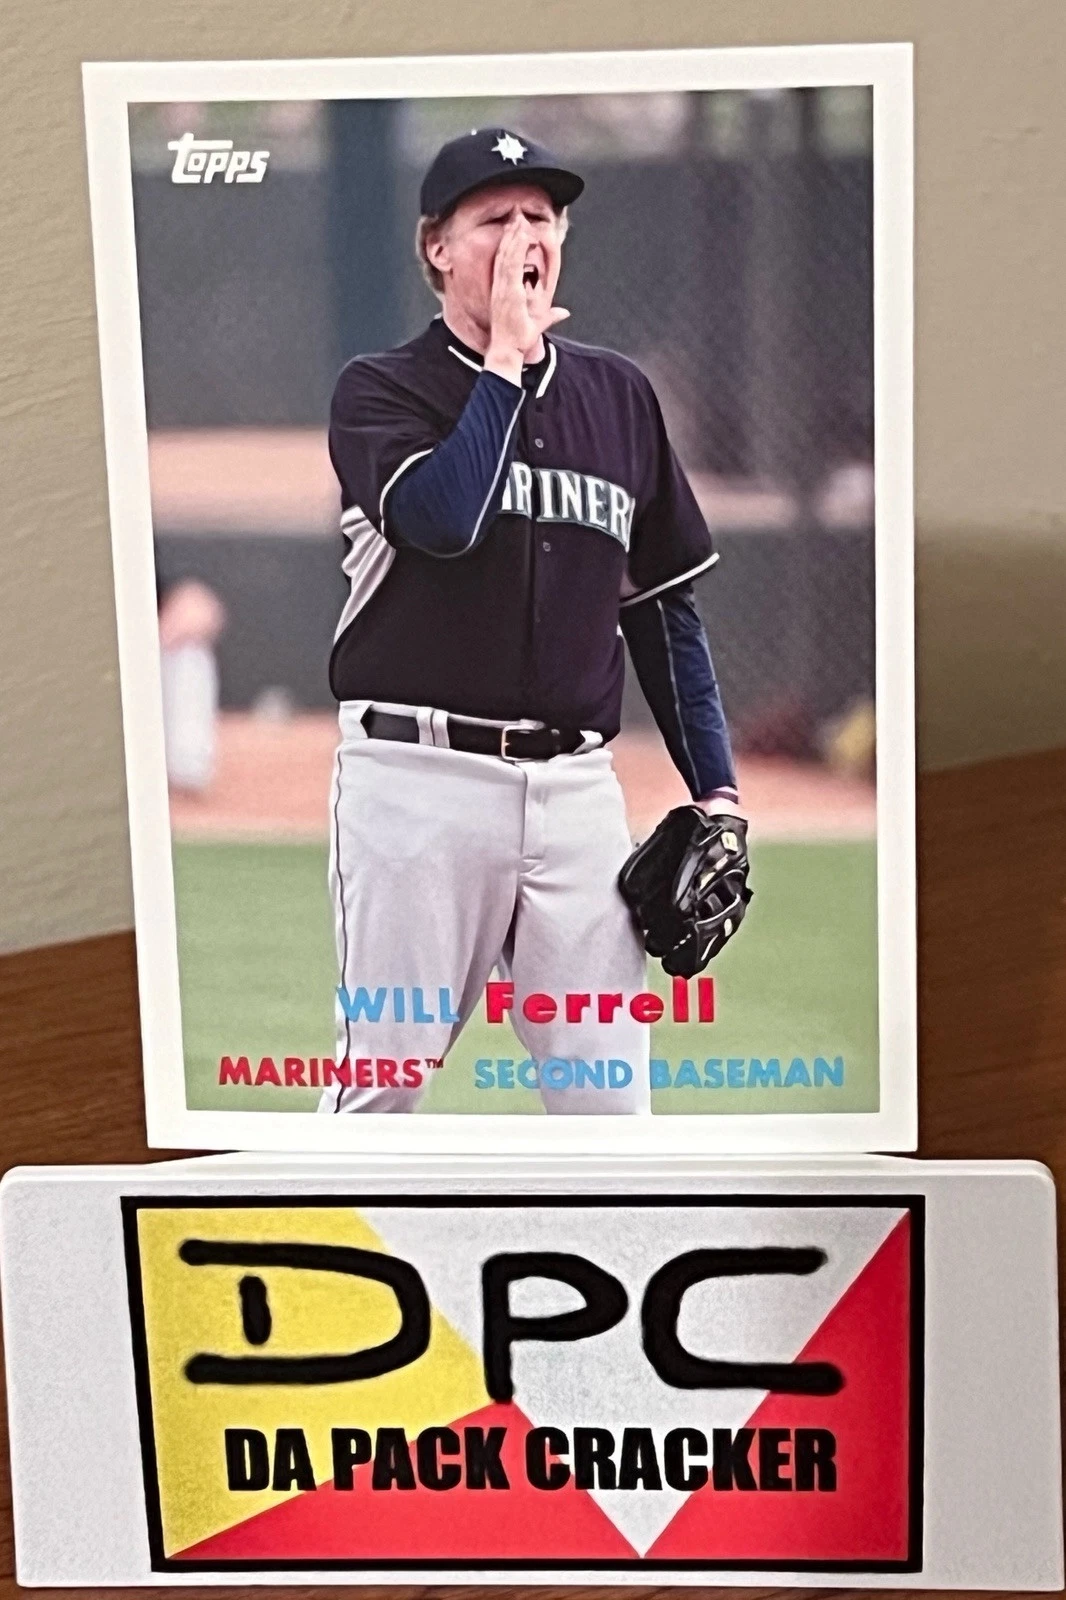 Topps
MARINERS
WILL Ferrell
MARINERS™ SECOND BASEMAN
DPC
DA PACK CRACKER